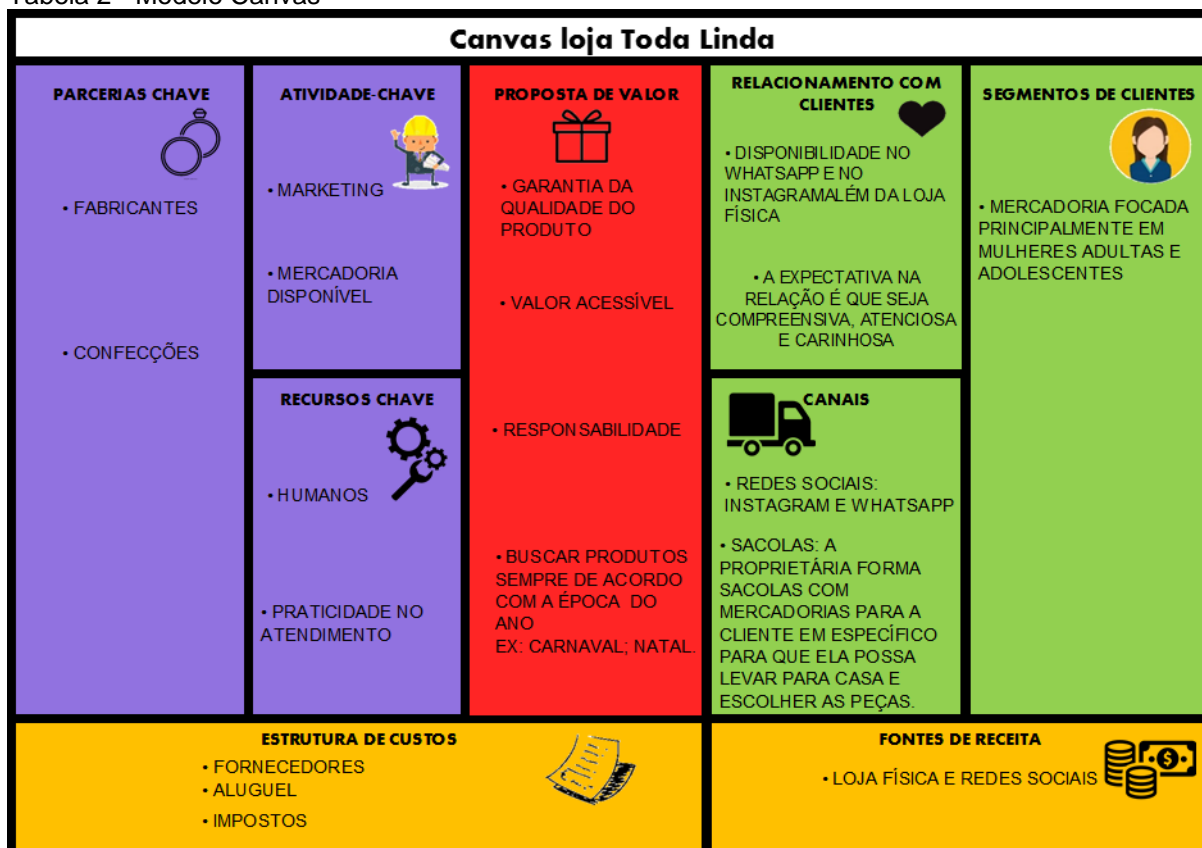 Tabela 2 - Modelo Canvas
Canvas loja Toda Linda
PARCERIAS CHAVE
• FABRICANTES
• CONFECÇÕES
ATIVIDADE-CHAVE
• MARKETING
• MERCADORIA
DISPONÍVEL
RECURSOS CHAVE
• HUMANOS
• PRATICIDADE NO
ATENDIMENTO
PROPOSTA DE VALOR
• GARANTIA DA
QUALIDADE DO
PRODUTO
• VALOR ACESSÍVEL
• RESPONSABILIDADE
• BUSCAR PRODUTOS
SEMPRE DE ACORDO
COM A ÉPOCA DO
ANO
EX: CARNAVAL; NATAL.
RELACIONAMENTO COM
CLIENTES
• DISPONIBILIDADE NO
WHATSAPP E NO
INSTAGRAMALÉM DA LOJA
FÍSICA
• A EXPECTATIVA NA
RELAÇÃO É QUE SEJA
COMPREENSIVA, ATENCIOSA
E CARINHOSA
CANAIS
• REDES SOCIAIS:
INSTAGRAM E WHATSAPP
• SACOLAS: A
PROPRIETÁRIA FORMA
SACOLAS COM
MERCADORIAS PARA A
CLIENTE EM ESPECÍFICO
PARA QUE ELA POSSA
LEVAR PARA CASA E
ESCOLHER AS PEÇAS.
SEGMENTOS DE CLIENTES
• MERCADORIA FOCADA
PRINCIPALMENTE EM
MULHERES ADULTAS E
ADOLESCENTES
ESTRUTURA DE CUSTOS
• FORNECEDORES
• ALUGUEL
• IMPOSTOS
FONTES DE RECEITA
• LOJA FÍSICA E REDES SOCIAIS